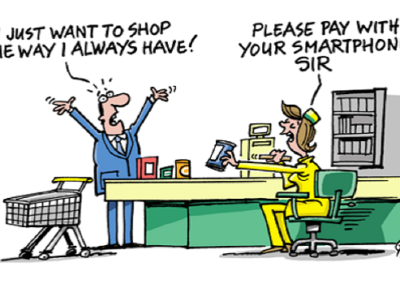 JUST WANT TO SHOP
WAY I ALWAYS HAVE!
PLEASE PAY WITH
YOUR SMARTPHONE
SIR